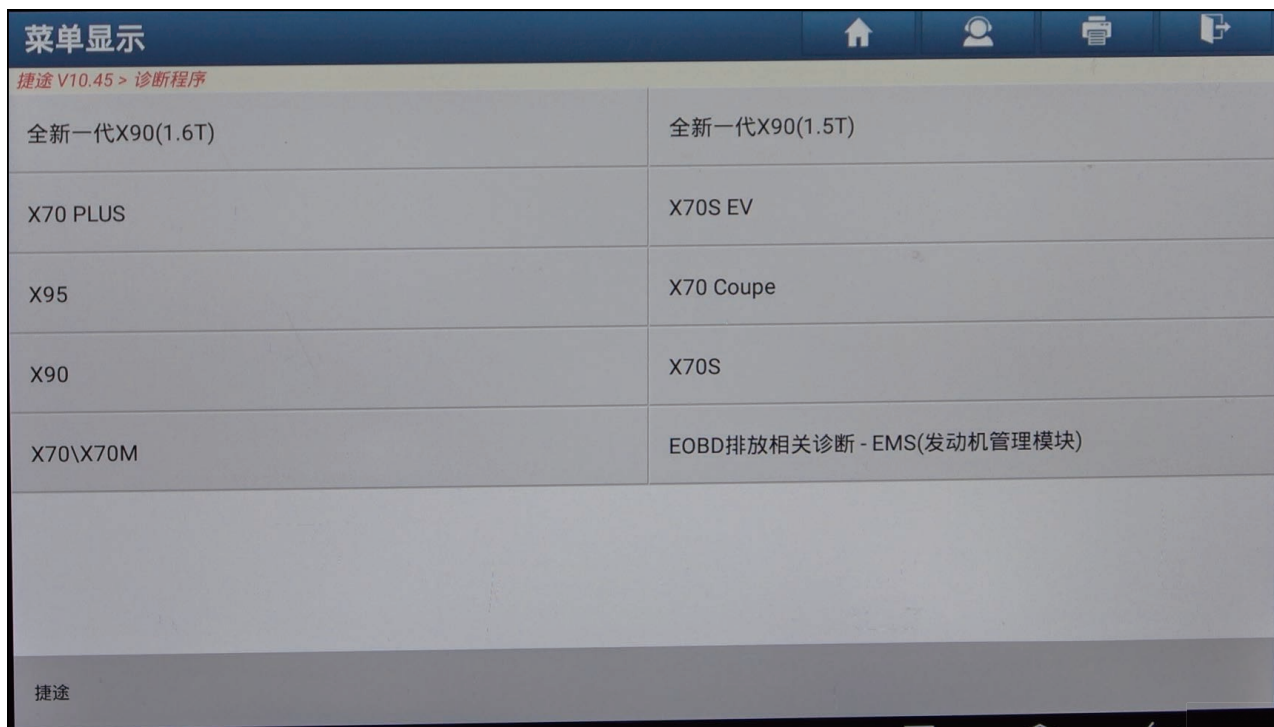 菜单显示
捷途 V10.45 > 诊断程序
全新一代X90(1.6T)
全新一代X90(1.5T)
X70 PLUS
X70S EV
X95
X70 Coupe
X90
X70S
X70\X70M
EOBD排放相关诊断 - EMS(发动机管理模块)
捷途